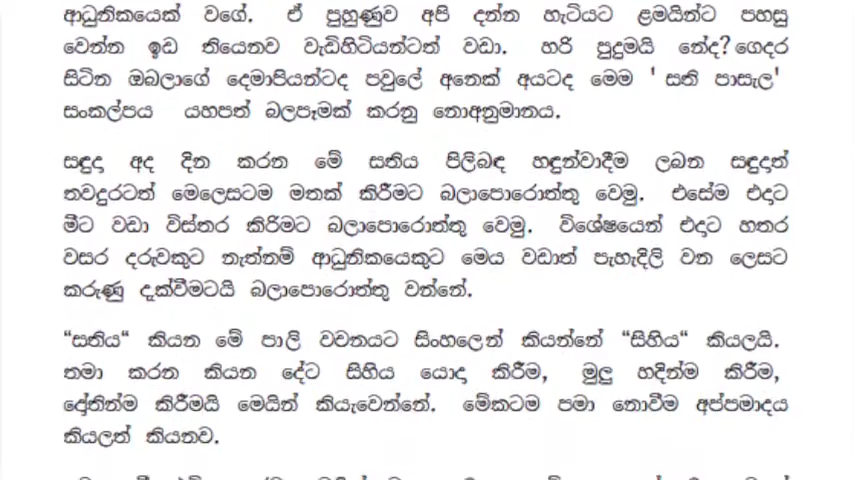 ආධුනිකයෙක් වගේ. ඒ පුහුණුව අපි දන්න හැටියට ළමයින්ට පහසු
වෙන්න ඉඩ තියෙනව වැඩිහිටියන්ටත් වඩා. හරි පුදුමයි නේද? ගෙදර
සිටින ඔබලාගේ දෙමාපියන්ටද පවුලේ අනෙක් අයටද මෙම ' සති පාසැල'
සංකල්පය යහපත් බලපෑමක් කරනු නොඅනුමානය.
සඳුදා අද දින කරන මේ සතිය පිලිබඳ හඳුන්වාදීම ලබන සඳුදාත්
තවදුරටත් මෙලෙසටම මතක් කිරීමට බලාපොරොත්තු වෙමු. එසේම එදාට
මීට වඩා විස්තර කිරීමට බලාපොරොත්තු වෙමු. විශේෂයෙන් එදාට හතර
වසර දරුවකුට නැත්නම් ආධුනිකයෙකුට මෙය වඩාත් පැහැදිලි වන ලෙසට
කරුණු දැක්වීමටයි බලාපොරොත්තු වන්නේ.
“සතිය“ කියන මේ පාලි වචනයට සිංහලෙන් කියන්නේ “සිහිය“ කියලයි.
තමා කරන කියන දේට සිහිය යොදා කිරීම, මුලු හදින්ම කිරීම,
දෝතින්ම කිරීමයි මෙයින් කියැවෙන්නේ. මේකටම පමා නොවීම අප්පමාදය
කියලත් කියනව.